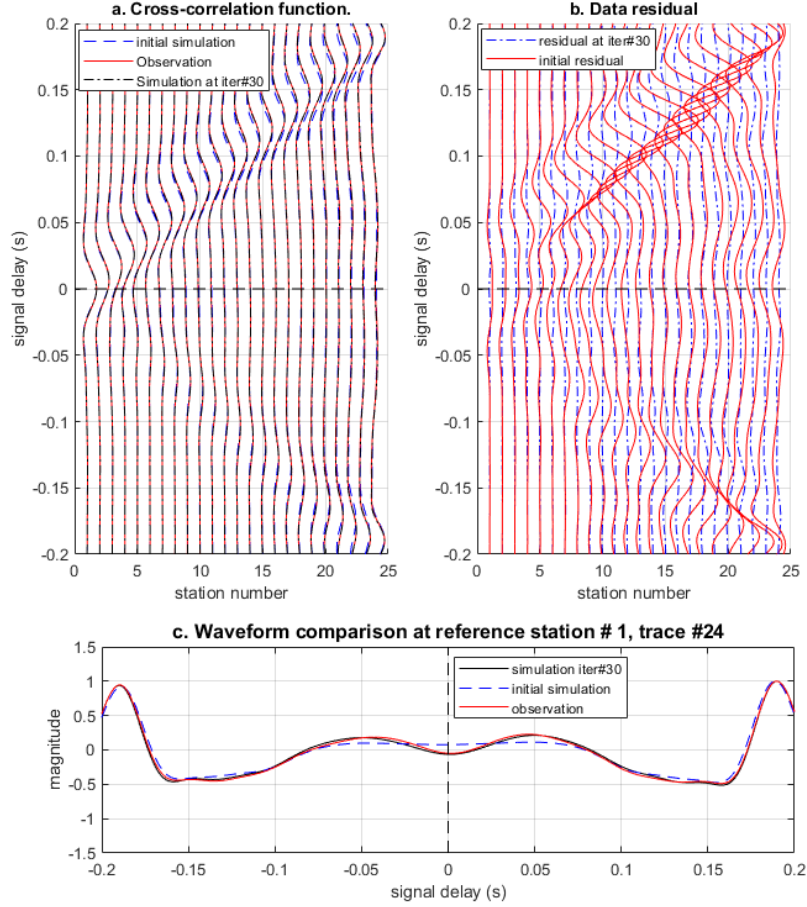 a. Cross-correlation function.
initial simulation
Observation
Simulation at iter#30
signal delay (s)
0.2
0.15
0.1
0.05
0
-0.05
-0.1
-0.15
-0.2
0 5 10 15 20 25
station number
b. Data residual
residual at iter#30
initial residual
signal delay (s)
0.2
0.15
0.1
0.05
0
-0.05
-0.1
-0.15
-0.2
0 5 10 15 20 25
station number
c. Waveform comparison at reference station # 1, trace #24
simulation iter#30
initial simulation
observation
magnitude
1.5
1
0.5
0
-0.5
-1
-1.5
-0.2 -0.15 -0.1 -0.05 0 0.05 0.1 0.15 0.2
signal delay (s)